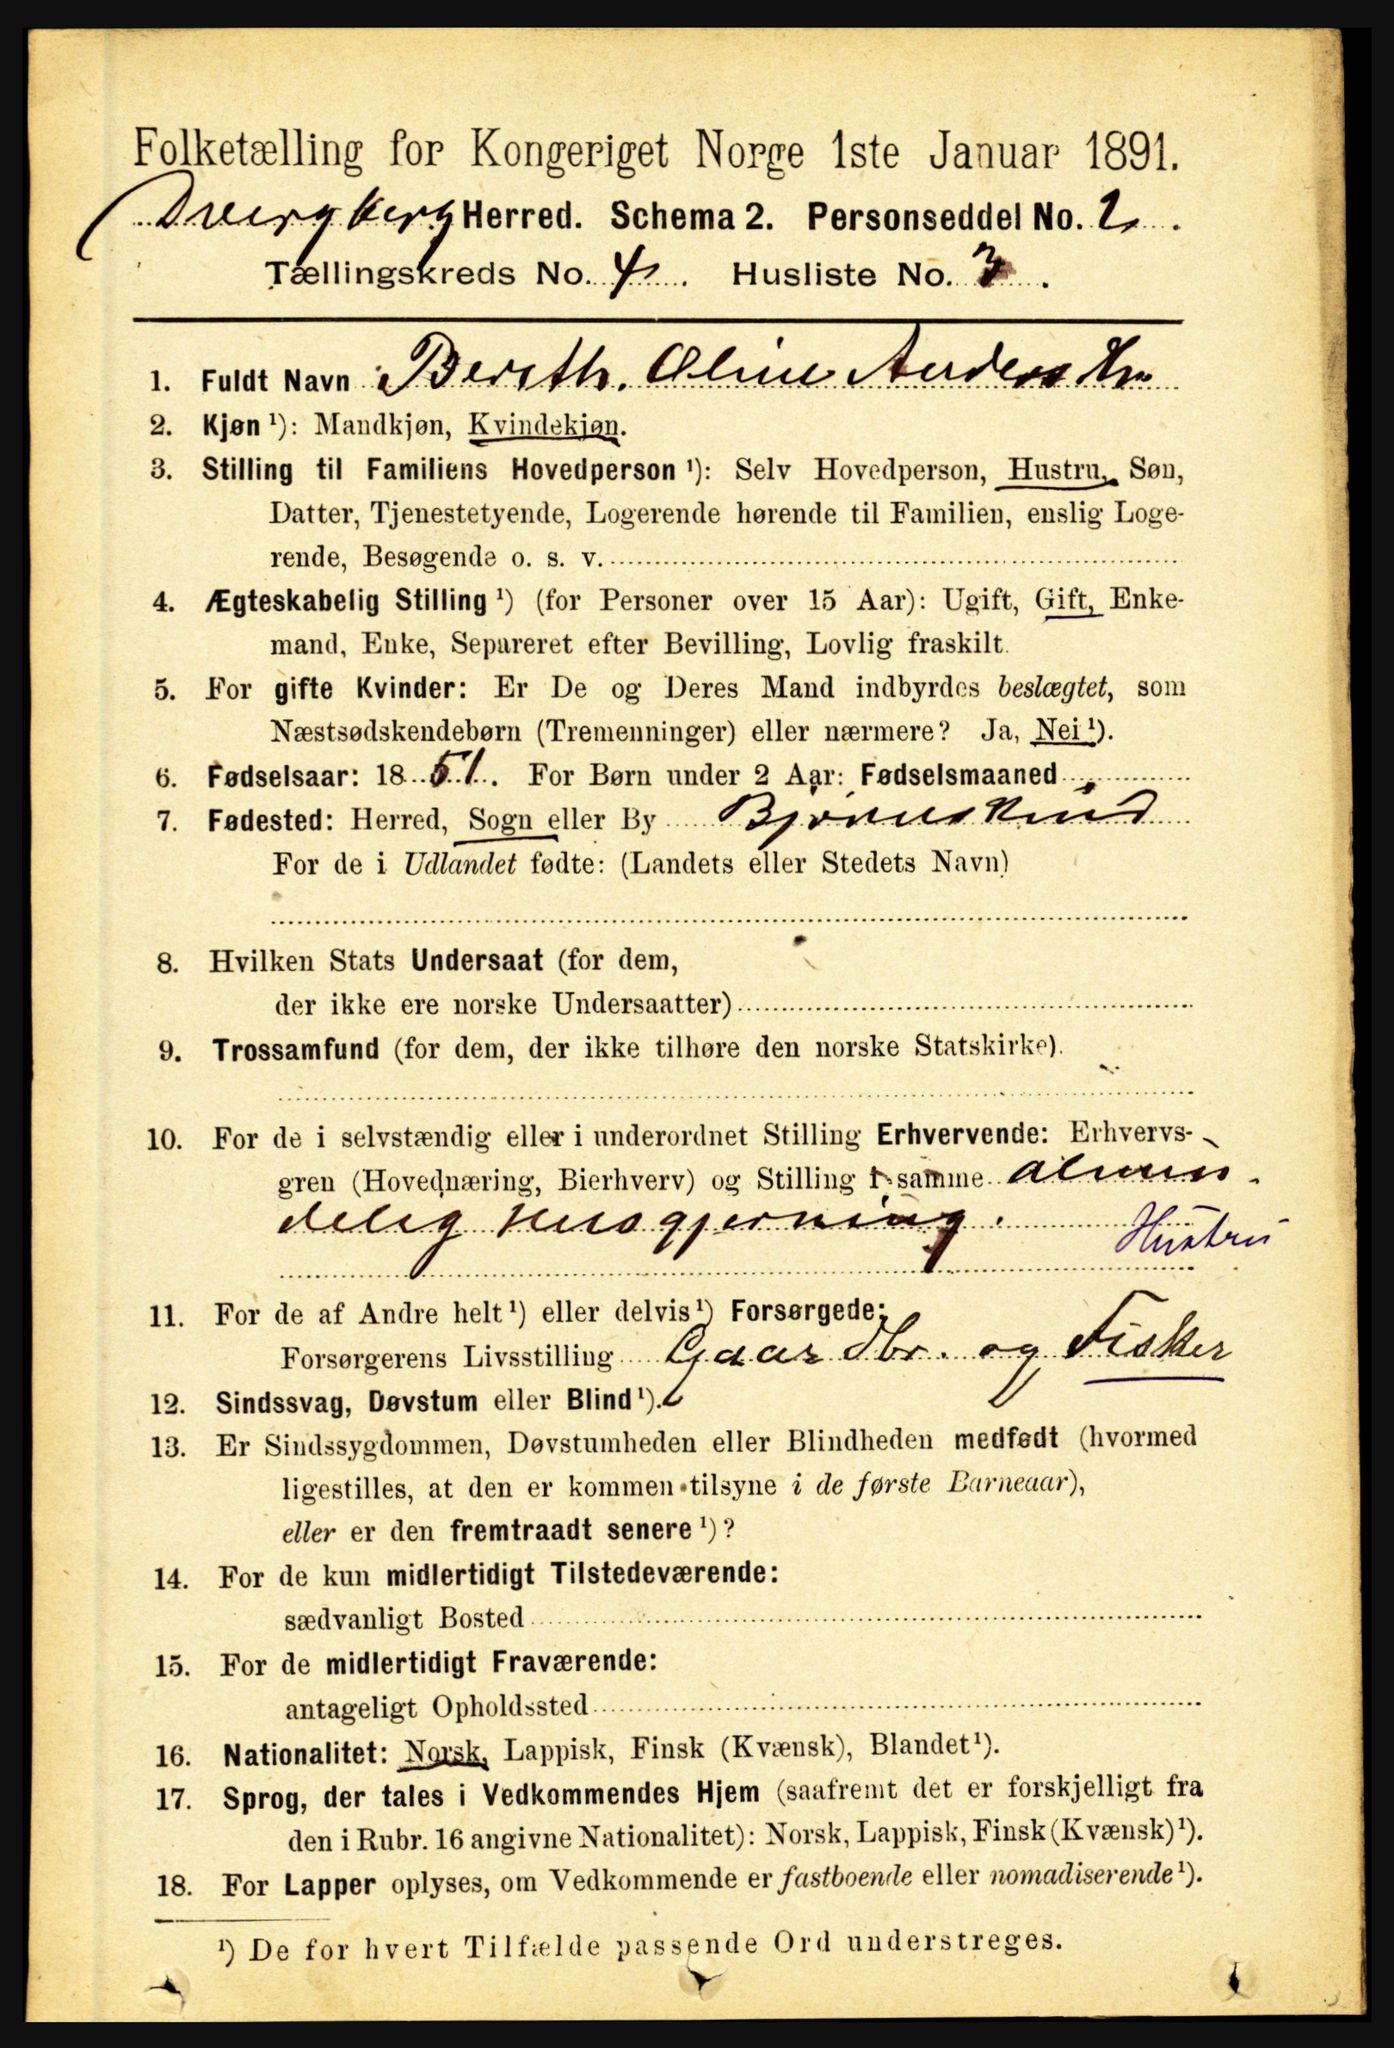 Folketælling for Kongeriget Norge 1ste Januar 1891.
Dvergberg Herred. Schema 2. Personseddel No. 2.
Tællingskreds No. 4. Husliste No. 3.
1. Fuldt Navn Berith. Oline Anders
2. Kjøn ¹): Mandkjøn, Kvindekjøn.
3. Stilling til Familiens Hovedperson ¹): Selv Hovedperson, Hustru, Søn,
Datter, Tjenestetyende, Logerende hørende til Familien, enslig Loge-
rende, Besøgende o. s. v.
4. Ægteskabelig Stilling ¹) (for Personer over 15 Aar): Ugift, Gift, Enke-
mand, Enke, Separeret efter Bevilling, Lovlig fraskilt.
5. For gifte Kvinder: Er De og Deres Mand indbyrdes beslægtet, som
Næstsødskendebørn (Tremenninger) eller nærmere? Ja, Nei ¹).
6. Fødselsaar: 1851. For Børn under 2 Aar: Fødselsmaaned
7. Fødested: Herred, Sogn eller By Bjørnskind
For de i Udlandet fødte: (Landets eller Stedets Navn)
8. Hvilken Stats Undersaat (for dem,
der ikke ere norske Undersaatter)
9. Trossamfund (for dem, der ikke tilhøre den norske Statskirke).
10. For de i selvstændig eller i underordnet Stilling Erhvervende: Erhvervs-
gren (Hovednæring, Bierhverv) og Stilling i samme almin
delig Husgjerning.
Hustru
11. For de af Andre helt ¹) eller delvis ¹) Forsørgede:
Forsørgerens Livsstilling Gaardbr. og Fisker
12. Sindssvag, Døvstum eller Blind ¹).
13. Er Sindssygdommen, Døvstumheden eller Blindheden medfødt (hvormed
ligestilles, at den er kommen tilsyne i de første Barneaar),
eller er den fremtraadt senere ¹)?
14. For de kun midlertidigt Tilstedeværende:
sædvanligt Bosted
15. For de midlertidigt Fraværende:
antageligt Opholdssted
16. Nationalitet: Norsk, Lappisk, Finsk (Kvænsk), Blandet ¹).
17. Sprog, der tales i Vedkommendes Hjem (saafremt det er forskjelligt fra
den i Rubr. 16 angivne Nationalitet): Norsk, Lappisk, Finsk (Kvænsk) ¹).
18. For Lapper oplyses, om Vedkommende er fastboende eller nomadiserende ¹).
¹) De for hvert Tilfælde passende Ord understreges.